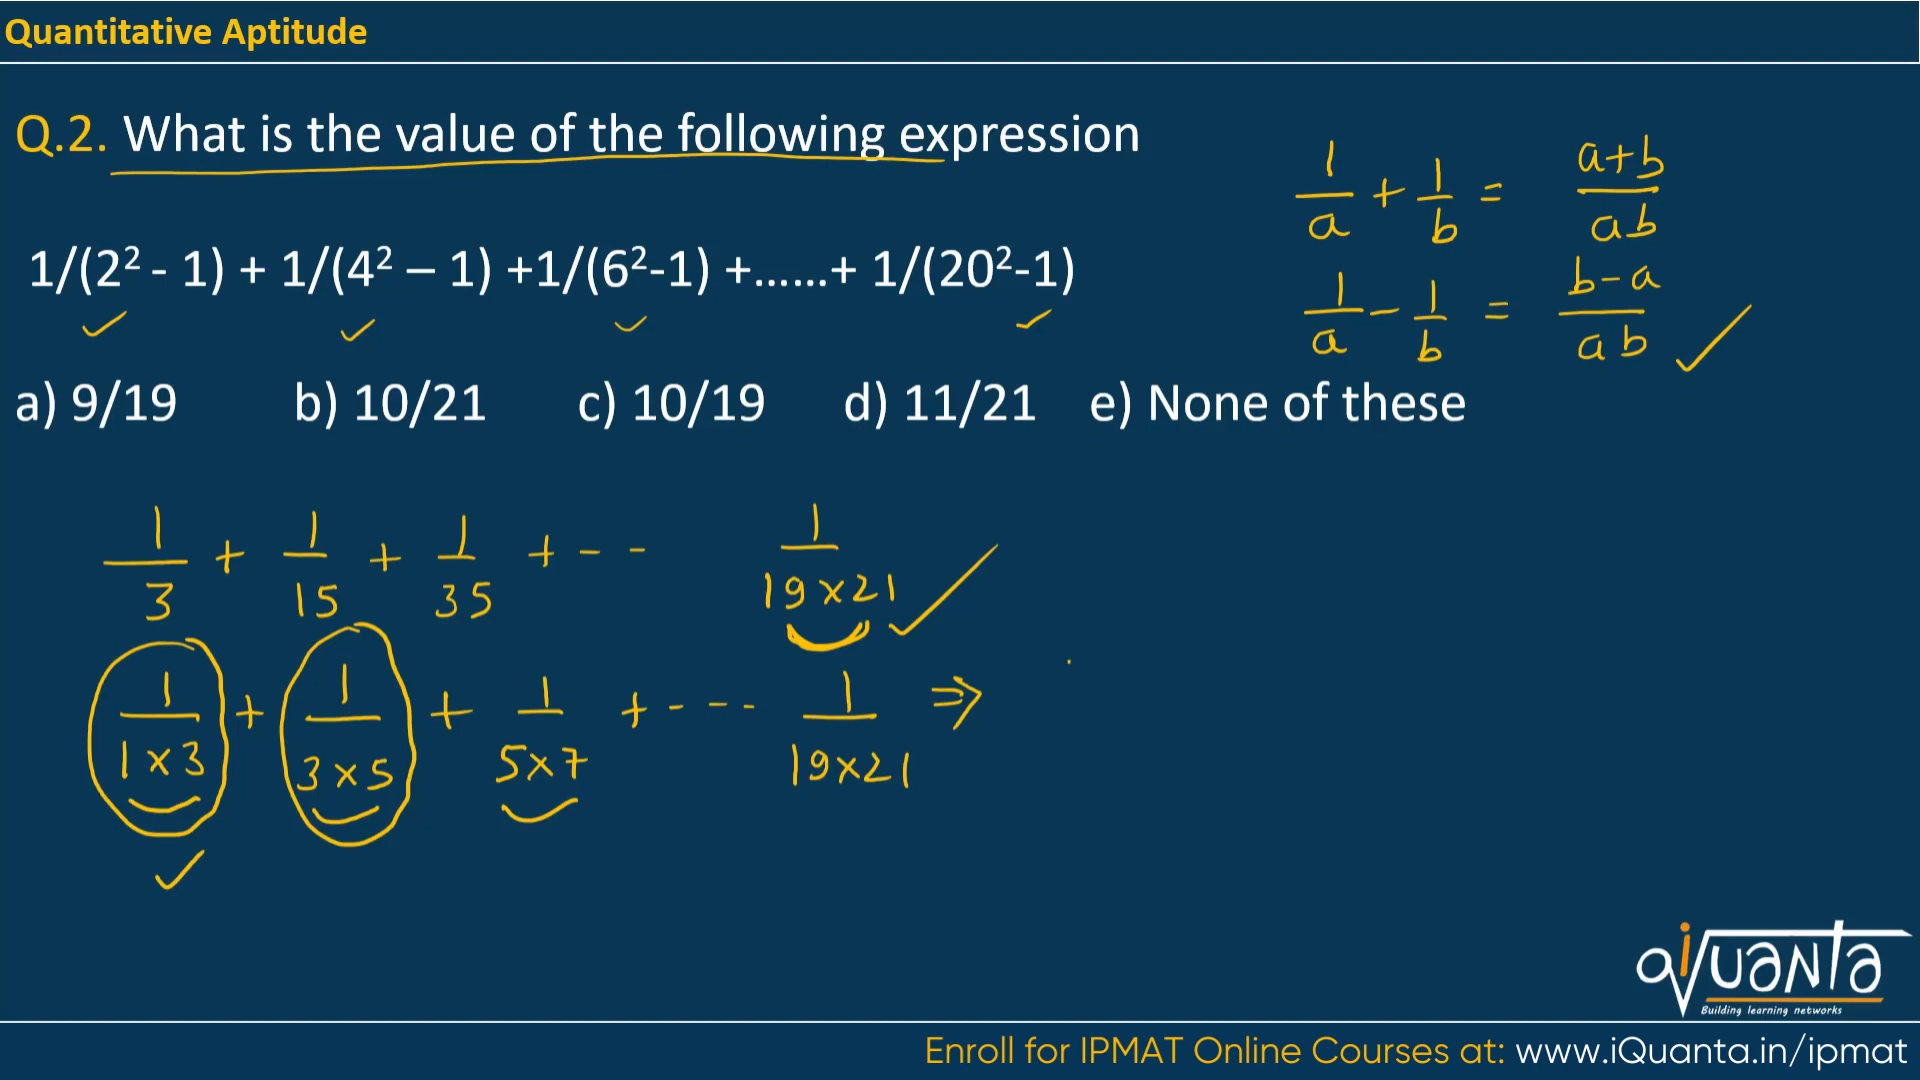 Quantitative Aptitude
Q.2. What is the value of the following expression
1/(2² - 1) + 1/(4² – 1) +1/(6²-1) +......+ 1/(20²-1)
1/a + 1/b = a+b/ab
1/a - 1/b = b-a/ab
a) 9/19 b) 10/21 c) 10/19 d) 11/21 e) None of these
1/3 + 1/15 + 1/35 + - - 1/19×21
1/1×3 + 1/3×5 + 1/5×7 + - - - 1/19×21 ⇒
iQuanta
Building learning networks
Enroll for IPMAT Online Courses at: www.iQuanta.in/ipmat